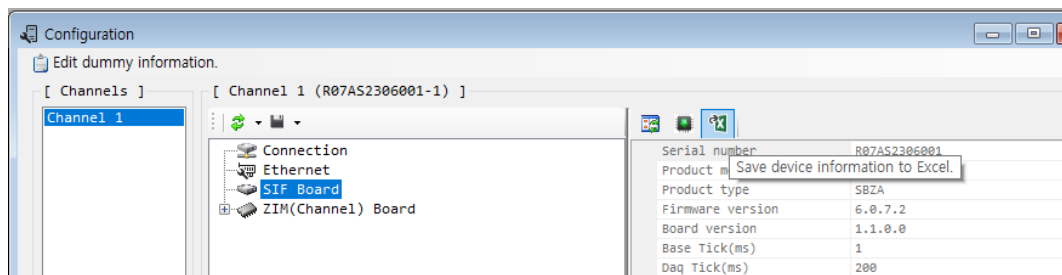 Configuration
Edit dummy information.
[ Channels ]
[ Channel 1 (R07AS2306001-1) ]
Channel 1
Connection
Ethernet
SIF Board
ZIM(Channel) Board
Serial number R07AS2306001
Product m
Save device information to Excel.
Product type SBZA
Firmware version 6.0.7.2
Board version 1.1.0.0
Base Tick(ms) 1
Daq Tick(ms) 200